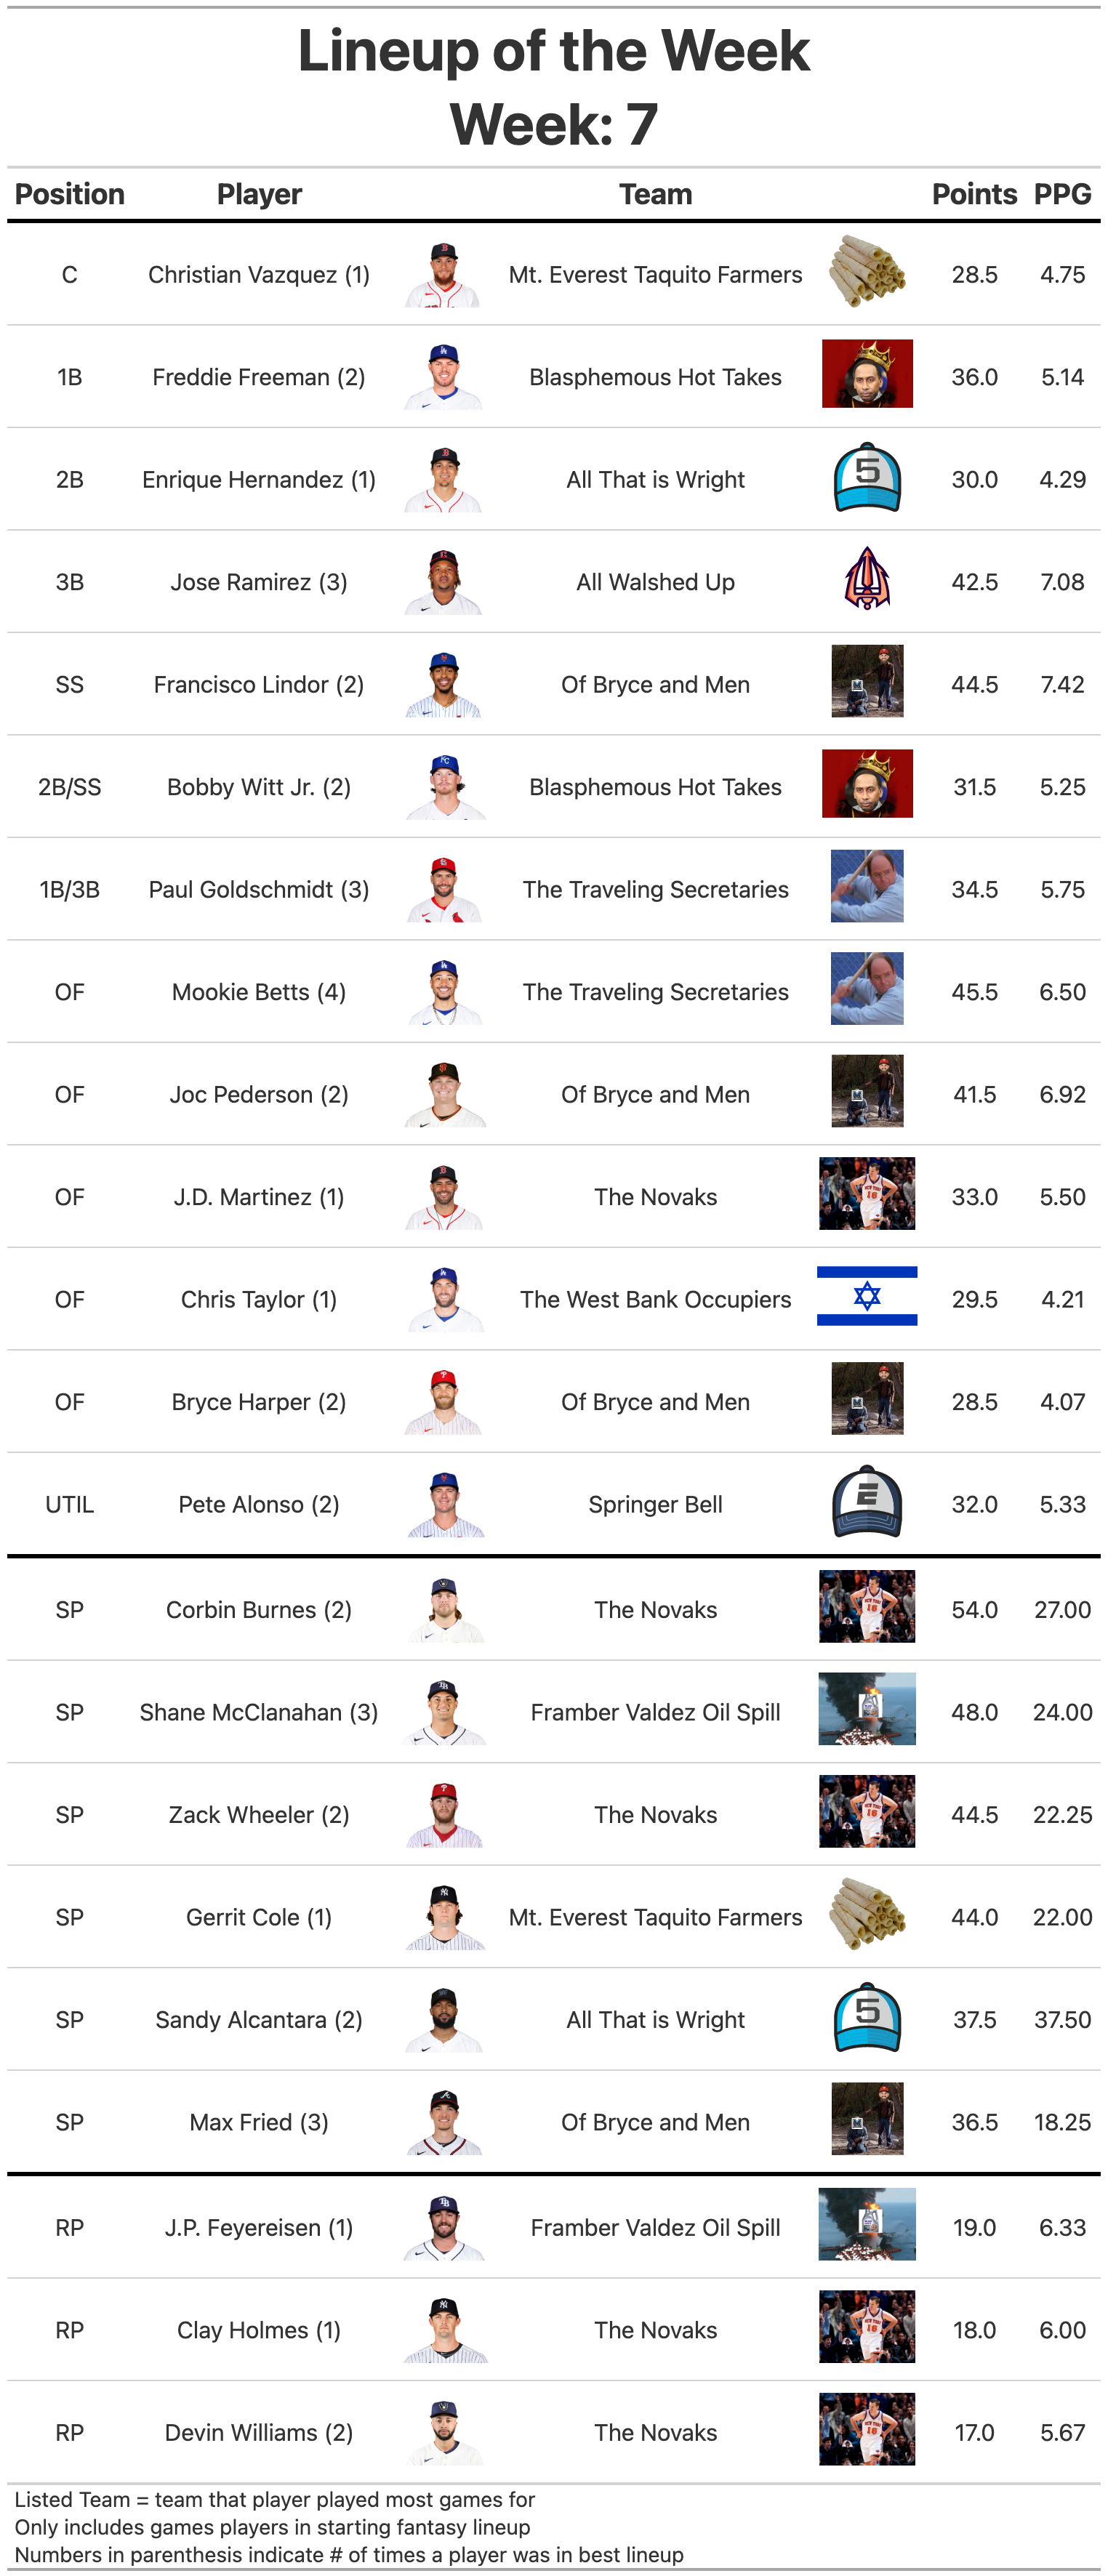 Lineup of the Week
Week: 7
Position Player Team Points PPG
C Christian Vazquez (1) Mt. Everest Taquito Farmers 28.5 4.75
1B Freddie Freeman (2) Blasphemous Hot Takes 36.0 5.14
2B Enrique Hernandez (1) All That is Wright 5 30.0 4.29
3B Jose Ramirez (3) All Walshed Up 42.5 7.08
SS Francisco Lindor (2) Of Bryce and Men 44.5 7.42
2B/SS Bobby Witt Jr. (2) Blasphemous Hot Takes 31.5 5.25
1B/3B Paul Goldschmidt (3) The Traveling Secretaries 34.5 5.75
OF Mookie Betts (4) The Traveling Secretaries 45.5 6.50
OF Joc Pederson (2) Of Bryce and Men 41.5 6.92
OF J.D. Martinez (1) The Novaks 33.0 5.50
OF Chris Taylor (1) The West Bank Occupiers 29.5 4.21
OF Bryce Harper (2) Of Bryce and Men 28.5 4.07
UTIL Pete Alonso (2) Springer Bell E 32.0 5.33
SP Corbin Burnes (2) The Novaks 54.0 27.00
SP Shane McClanahan (3) Framber Valdez Oil Spill 48.0 24.00
SP Zack Wheeler (2) The Novaks 44.5 22.25
SP Gerrit Cole (1) Mt. Everest Taquito Farmers 44.0 22.00
SP Sandy Alcantara (2) All That is Wright 5 37.5 37.50
SP Max Fried (3) Of Bryce and Men 36.5 18.25
RP J.P. Feyereisen (1) Framber Valdez Oil Spill 19.0 6.33
RP Clay Holmes (1) The Novaks 18.0 6.00
RP Devin Williams (2) The Novaks 17.0 5.67
Listed Team = team that player played most games for
Only includes games players in starting fantasy lineup
Numbers in parenthesis indicate # of times a player was in best lineup